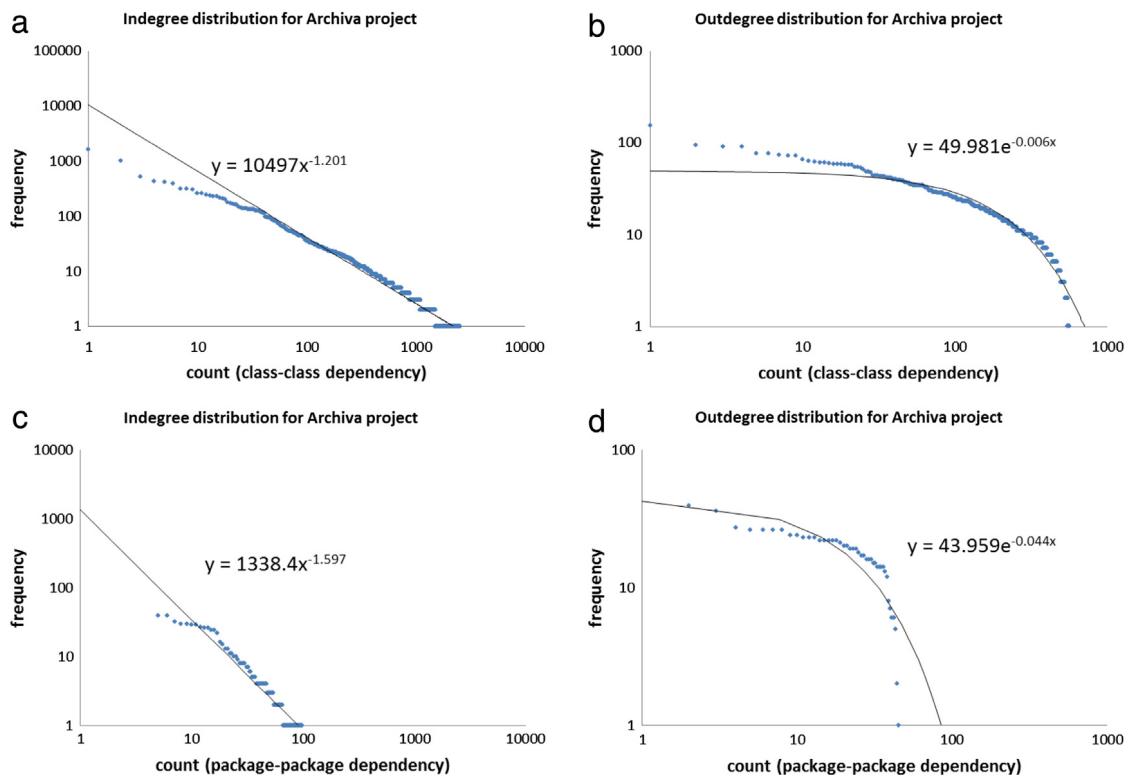 a
Indegree distribution for Archiva project
100000
10000
1000
100
10
1
frequency
y = 10497x^-1.201
1 10 100 1000 10000
count (class-class dependency)
b
Outdegree distribution for Archiva project
1000
100
10
1
frequency
y = 49.981e^-0.006x
1 10 100 1000
count (class-class dependency)
c
Indegree distribution for Archiva project
10000
1000
100
10
1
frequency
y = 1338.4x^-1.597
1 10 100 1000 10000
count (package-package dependency)
d
Outdegree distribution for Archiva project
100
10
1
frequency
y = 43.959e^-0.044x
1 10 100 1000
count (package-package dependency)